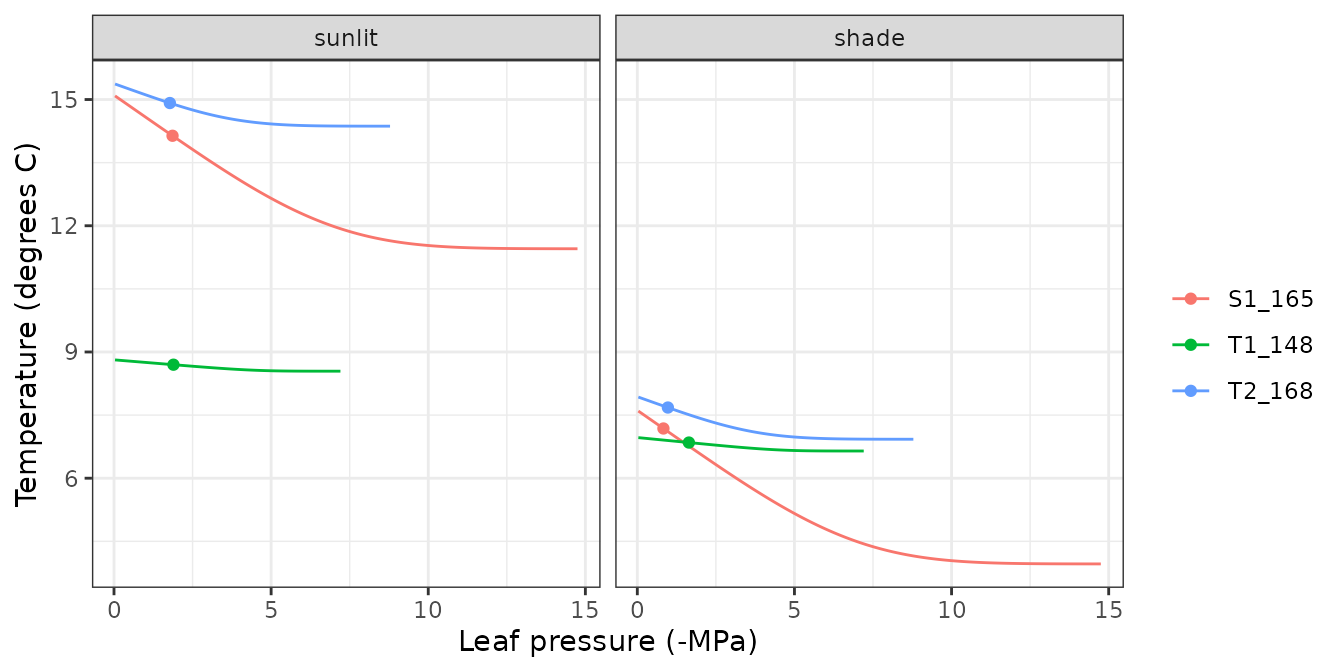 sunlit
shade
15
12
9
6
Temperature (degrees C)
0 5 10 15
0 5 10 15
Leaf pressure (-MPa)
S1_165
T1_148
T2_168